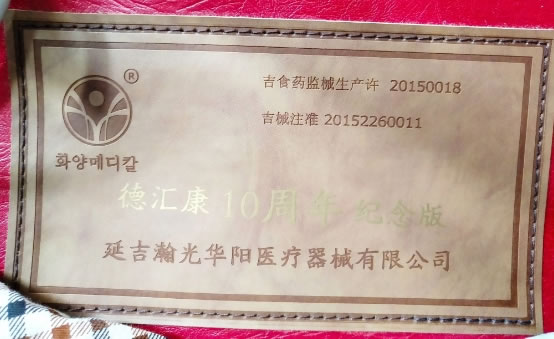 ®
吉食药监械生产许 20150018
吉械注准 20152260011
화양메디칼
德汇康 10周年 纪念版
延吉瀚光华阳医疗器械有限公司